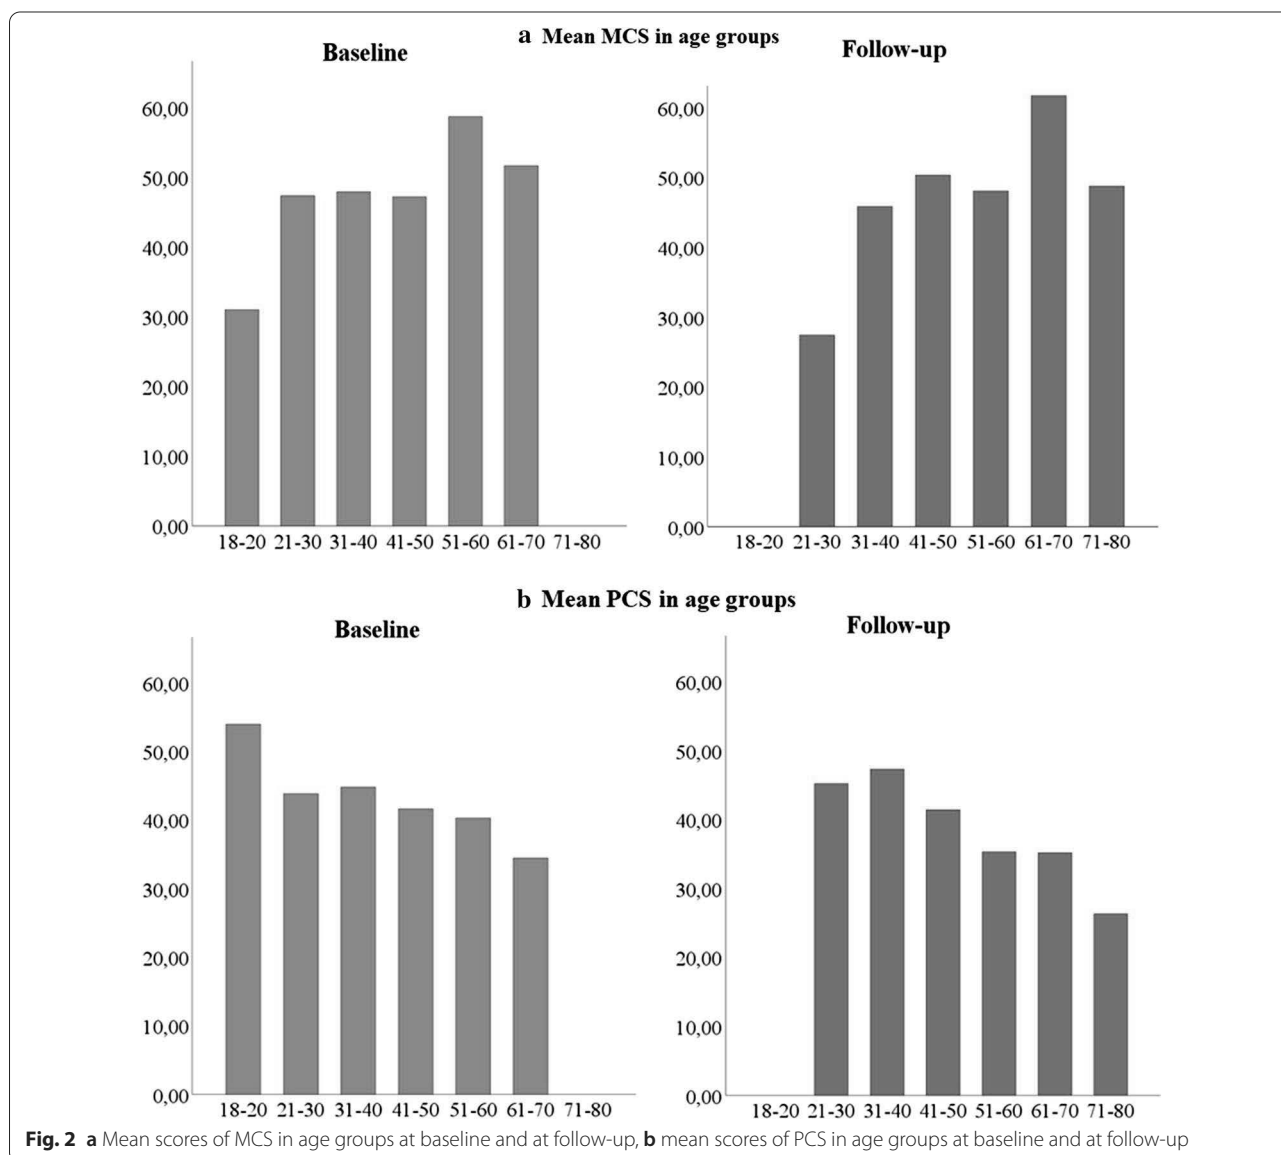 a Mean MCS in age groups
Baseline
Follow-up
60,00
50,00
40,00
30,00
20,00
10,00
0,00
18-20 21-30 31-40 41-50 51-60 61-70 71-80
60,00
50,00
40,00
30,00
20,00
10,00
0,00
18-20 21-30 31-40 41-50 51-60 61-70 71-80
b Mean PCS in age groups
Baseline
Follow-up
60,00
50,00
40,00
30,00
20,00
10,00
0,00
18-20 21-30 31-40 41-50 51-60 61-70 71-80
60,00
50,00
40,00
30,00
20,00
10,00
0,00
18-20 21-30 31-40 41-50 51-60 61-70 71-80
Fig. 2 a Mean scores of MCS in age groups at baseline and at follow-up, b mean scores of PCS in age groups at baseline and at follow-up